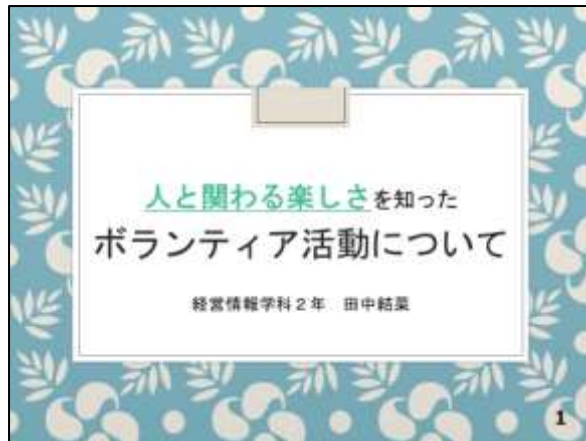 人と関わる楽しさを知った
ボランティア活動について
経営情報学科２年　田中結菜
1